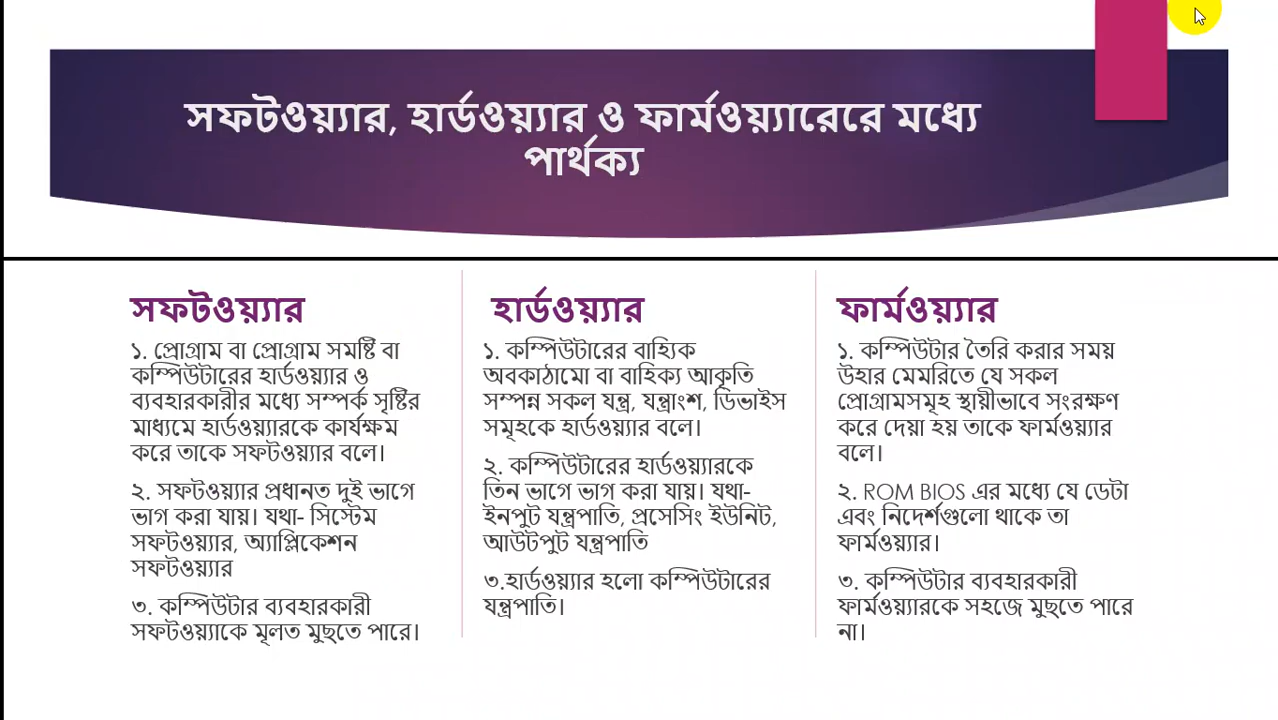 সফটওয়্যার, হার্ডওয়্যার ও ফার্মওয়্যারেরে মধ্যে
পার্থক্য
সফটওয়্যার
১. প্রোগ্রাম বা প্রোগ্রাম সমষ্টি বা
কম্পিউটারের হার্ডওয়্যার ও
ব্যবহারকারীর মধ্যে সম্পর্ক সৃষ্টির
মাধ্যমে হার্ডওয়্যারকে কার্যক্ষম
করে তাকে সফটওয়্যার বলে।
২. সফটওয়্যার প্রধানত দুই ভাগে
ভাগ করা যায়। যথা- সিস্টেম
সফটওয়্যার, অ্যাপ্লিকেশন
সফটওয়্যার
৩. কম্পিউটার ব্যবহারকারী
সফটওয়্যাকে মূলত মুছতে পারে।
হার্ডওয়্যার
১. কম্পিউটারের বাহ্যিক
অবকাঠামো বা বাহিক্য আকৃতি
সম্পন্ন সকল যন্ত্র, যন্ত্রাংশ, ডিভাইস
সমূহকে হার্ডওয়্যার বলে।
২. কম্পিউটারের হার্ডওয়্যারকে
তিন ভাগে ভাগ করা যায়। যথা-
ইনপুট যন্ত্রপাতি, প্রসেসিং ইউনিট,
আউটপুট যন্ত্রপাতি
৩.হার্ডওয়্যার হলো কম্পিউটারের
যন্ত্রপাতি।
ফার্মওয়্যার
১. কম্পিউটার তৈরি করার সময়
উহার মেমরিতে যে সকল
প্রোগ্রামসমূহ স্থায়ীভাবে সংরক্ষণ
করে দেয়া হয় তাকে ফার্মওয়্যার
বলে।
২. ROM BIOS এর মধ্যে যে ডেটা
এবং নিদের্শগুলো থাকে তা
ফার্মওয়্যার।
৩. কম্পিউটার ব্যবহারকারী
ফার্মওয়্যারকে সহজে মুছতে পারে
না।